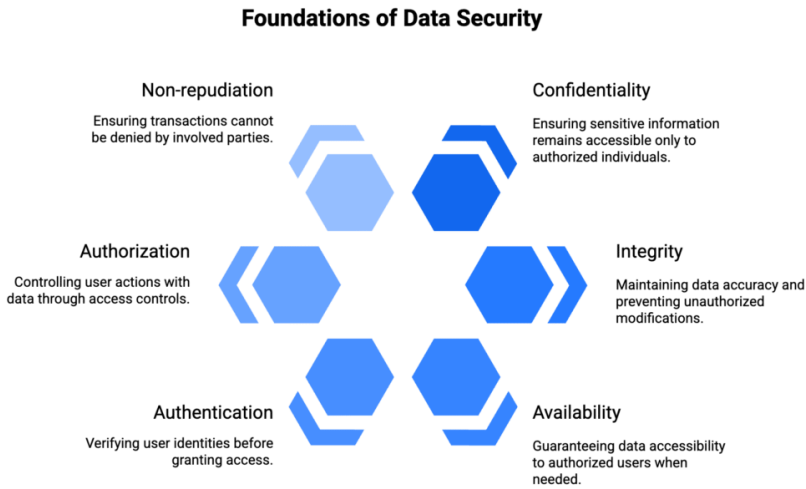 Foundations of Data Security
Non-repudiation
Ensuring transactions cannot
be denied by involved parties.
Confidentiality
Ensuring sensitive information
remains accessible only to
authorized individuals.
Authorization
Controlling user actions with
data through access controls.
Integrity
Maintaining data accuracy and
preventing unauthorized
modifications.
Authentication
Verifying user identities before
granting access.
Availability
Guaranteeing data accessibility
to authorized users when
needed.